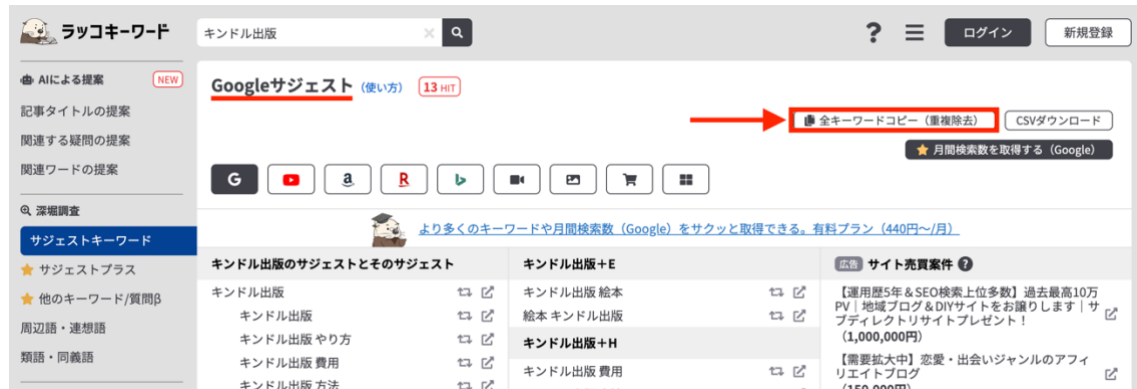 ラッコキーワード
キンドル出版
?
ログイン
新規登録
AIによる提案 NEW
記事タイトルの提案
関連する疑問の提案
関連ワードの提案
深堀調査
サジェストキーワード
サジェストプラス
他のキーワード/質問β
周辺語・連想語
類語・同義語
Googleサジェスト (使い方) 13 HIT
全キーワードコピー（重複除去） CSVダウンロード
月間検索数を取得する（Google）
G a R
より多くのキーワードや月間検索数（Google）をサクッと取得できる。有料プラン（440円〜/月）
キンドル出版のサジェストとそのサジェスト
キンドル出版
キンドル出版
キンドル出版 やり方
キンドル出版 費用
キンドル出版 方法
キンドル出版+E
キンドル出版 絵本
絵本 キンドル出版
キンドル出版+H
キンドル出版 費用
広告 サイト売買案件 ?
【運用歴5年＆SEO検索上位多数】過去最高10万
PV｜地域ブログ＆DIYサイトをお譲りします｜サ
ブディレクトリサイトプレゼント！
（1,000,000円）
【需要拡大中】恋愛・出会いジャンルのアフィ
リエイトブログ
（150,000円）